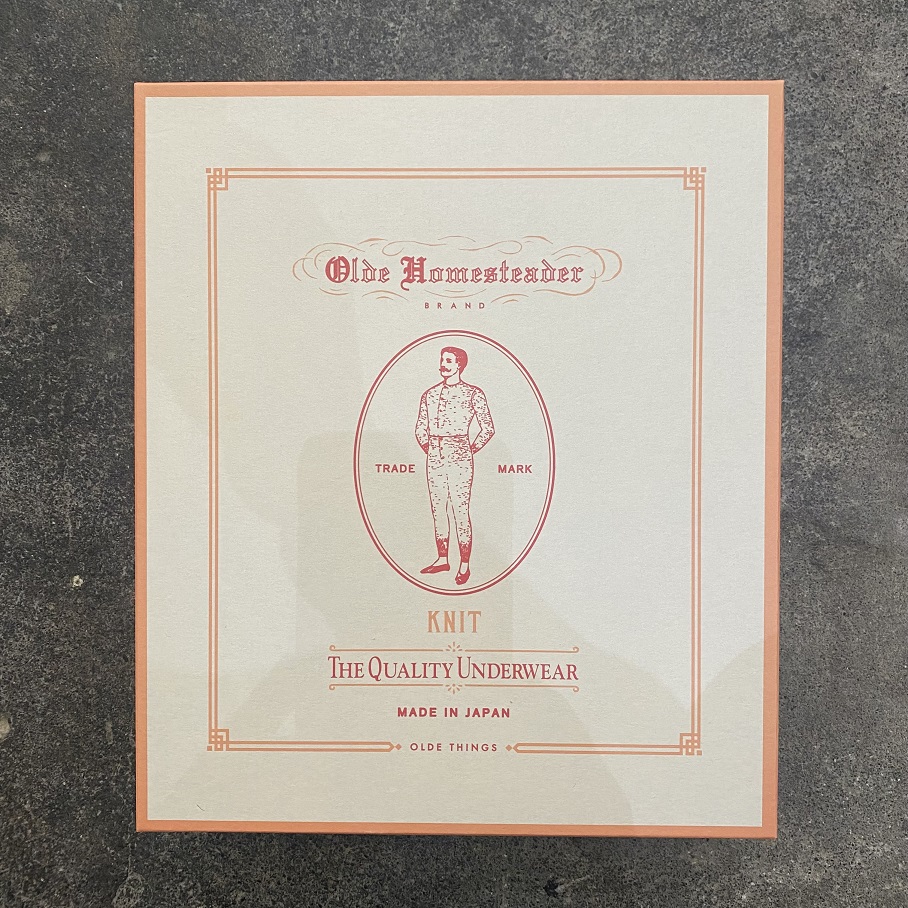 Olde Homesteader
BRAND
TRADE MARK
KNIT
THE QUALITY UNDERWEAR
MADE IN JAPAN
OLDE THINGS